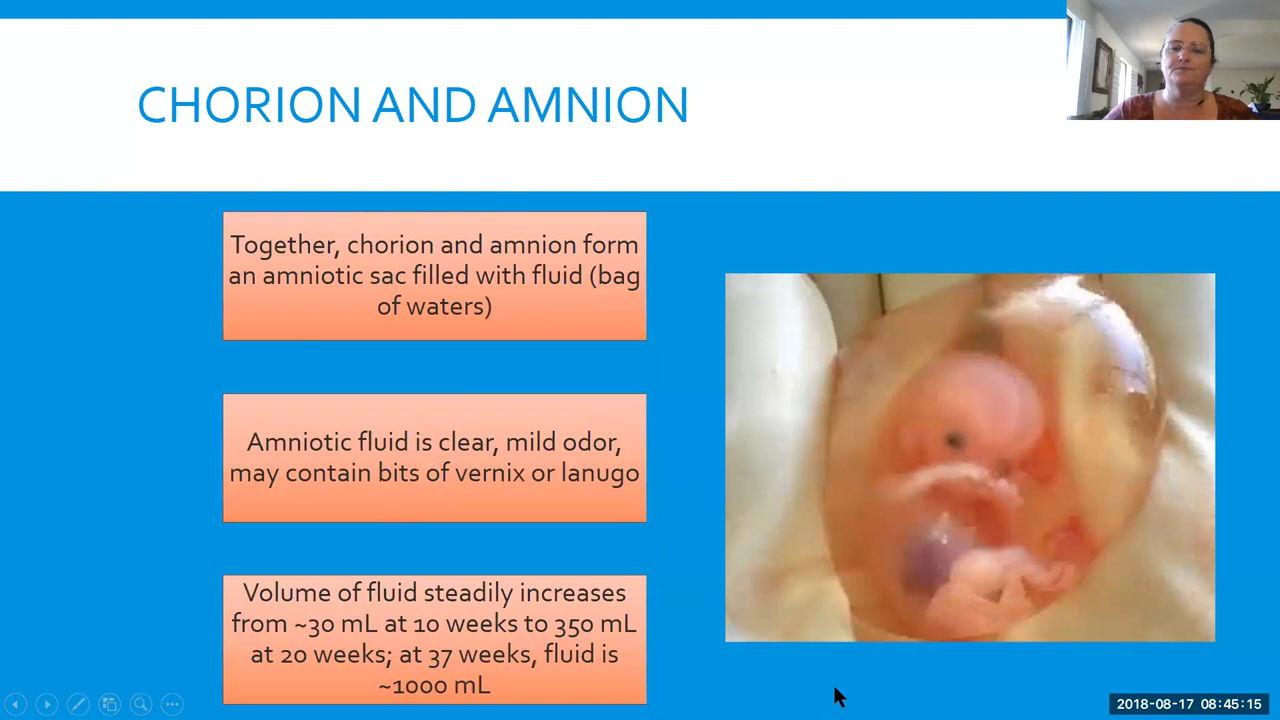 CHORION AND AMNION
Together, chorion and amnion form
an amniotic sac filled with fluid (bag
of waters)
Amniotic fluid is clear, mild odor,
may contain bits of vernix or lanugo
Volume of fluid steadily increases
from ~30 mL at 10 weeks to 350 mL
at 20 weeks; at 37 weeks, fluid is
~1000 mL
2018-08-17 08:45:15